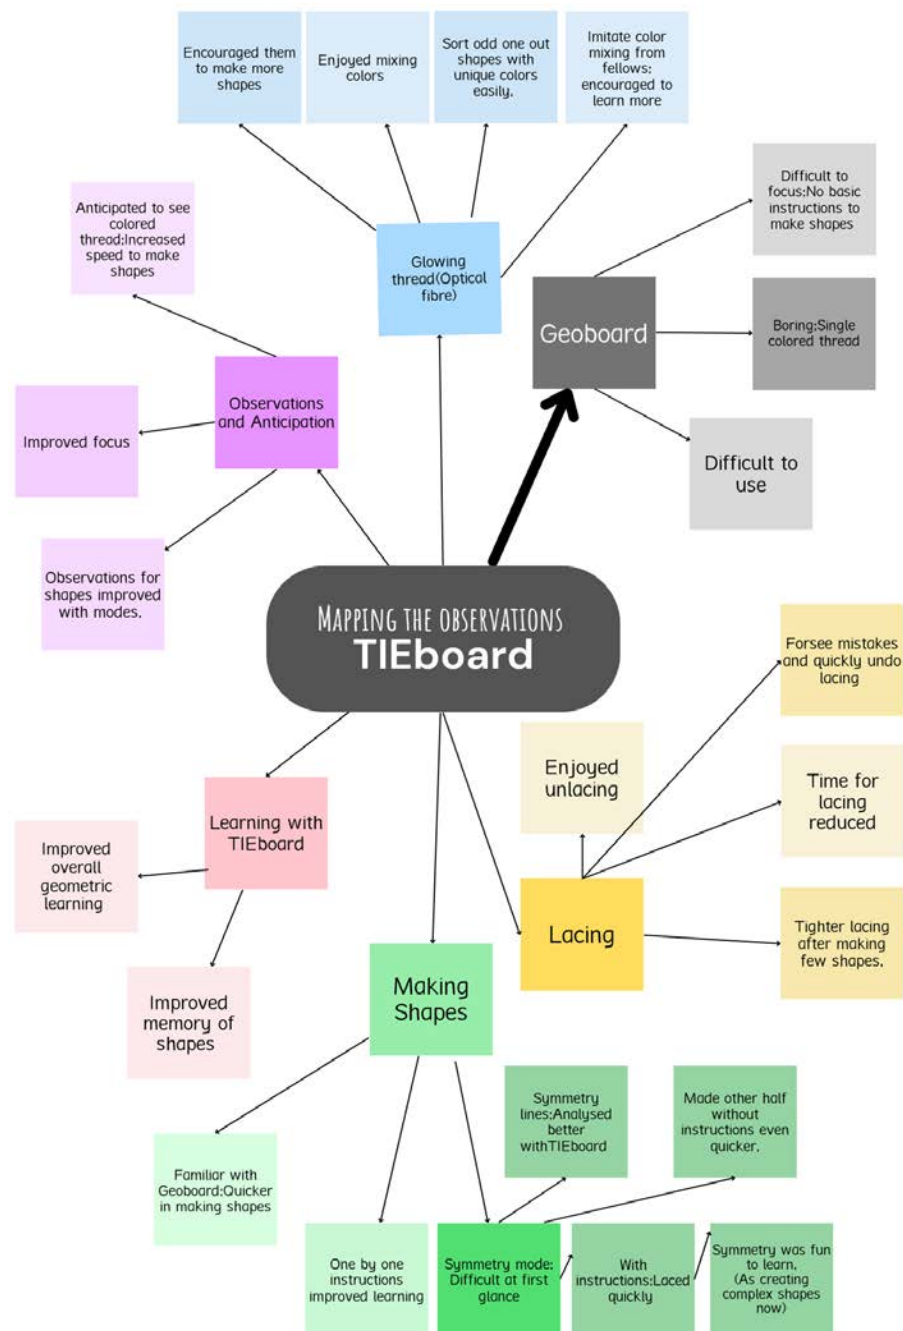 Encouraged them
to make more
shapes
Enjoyed mixing
colors
Sort odd one out
shapes with
unique colors
easily.
Imitate color
mixing from
fellows;
encouraged to
learn more
Anticipated to see
colored
thread;Increased
speed to make
shapes
Glowing
thread(Optical
fibre)
Difficult to
focus;No basic
instructions to
make shapes
Geoboard
Boring;Single
colored thread
Difficult to
use
Observations
and Anticipation
Improved focus
Observations for
shapes improved
with modes.
MAPPING THE OBSERVATIONS
TIEboard
Forsee mistakes
and quickly undo
lacing
Enjoyed
unlacing
Time for
lacing
reduced
Lacing
Tighter lacing
after making
few shapes.
Learning with
TIEboard
Improved
overall
geometric
learning
Improved
memory of
shapes
Making
Shapes
Familiar with
Geoboard;Quicker
in making shapes
One by one
instructions
improved learning
Symmetry mode:
Difficult at first
glance
Symmetry
lines;Analysed
better
withTIEboard
Made other half
without
instructions even
quicker.
With
instructions;Laced
quickly
Symmetry was fun
to learn.
(As creating
complex shapes
now)